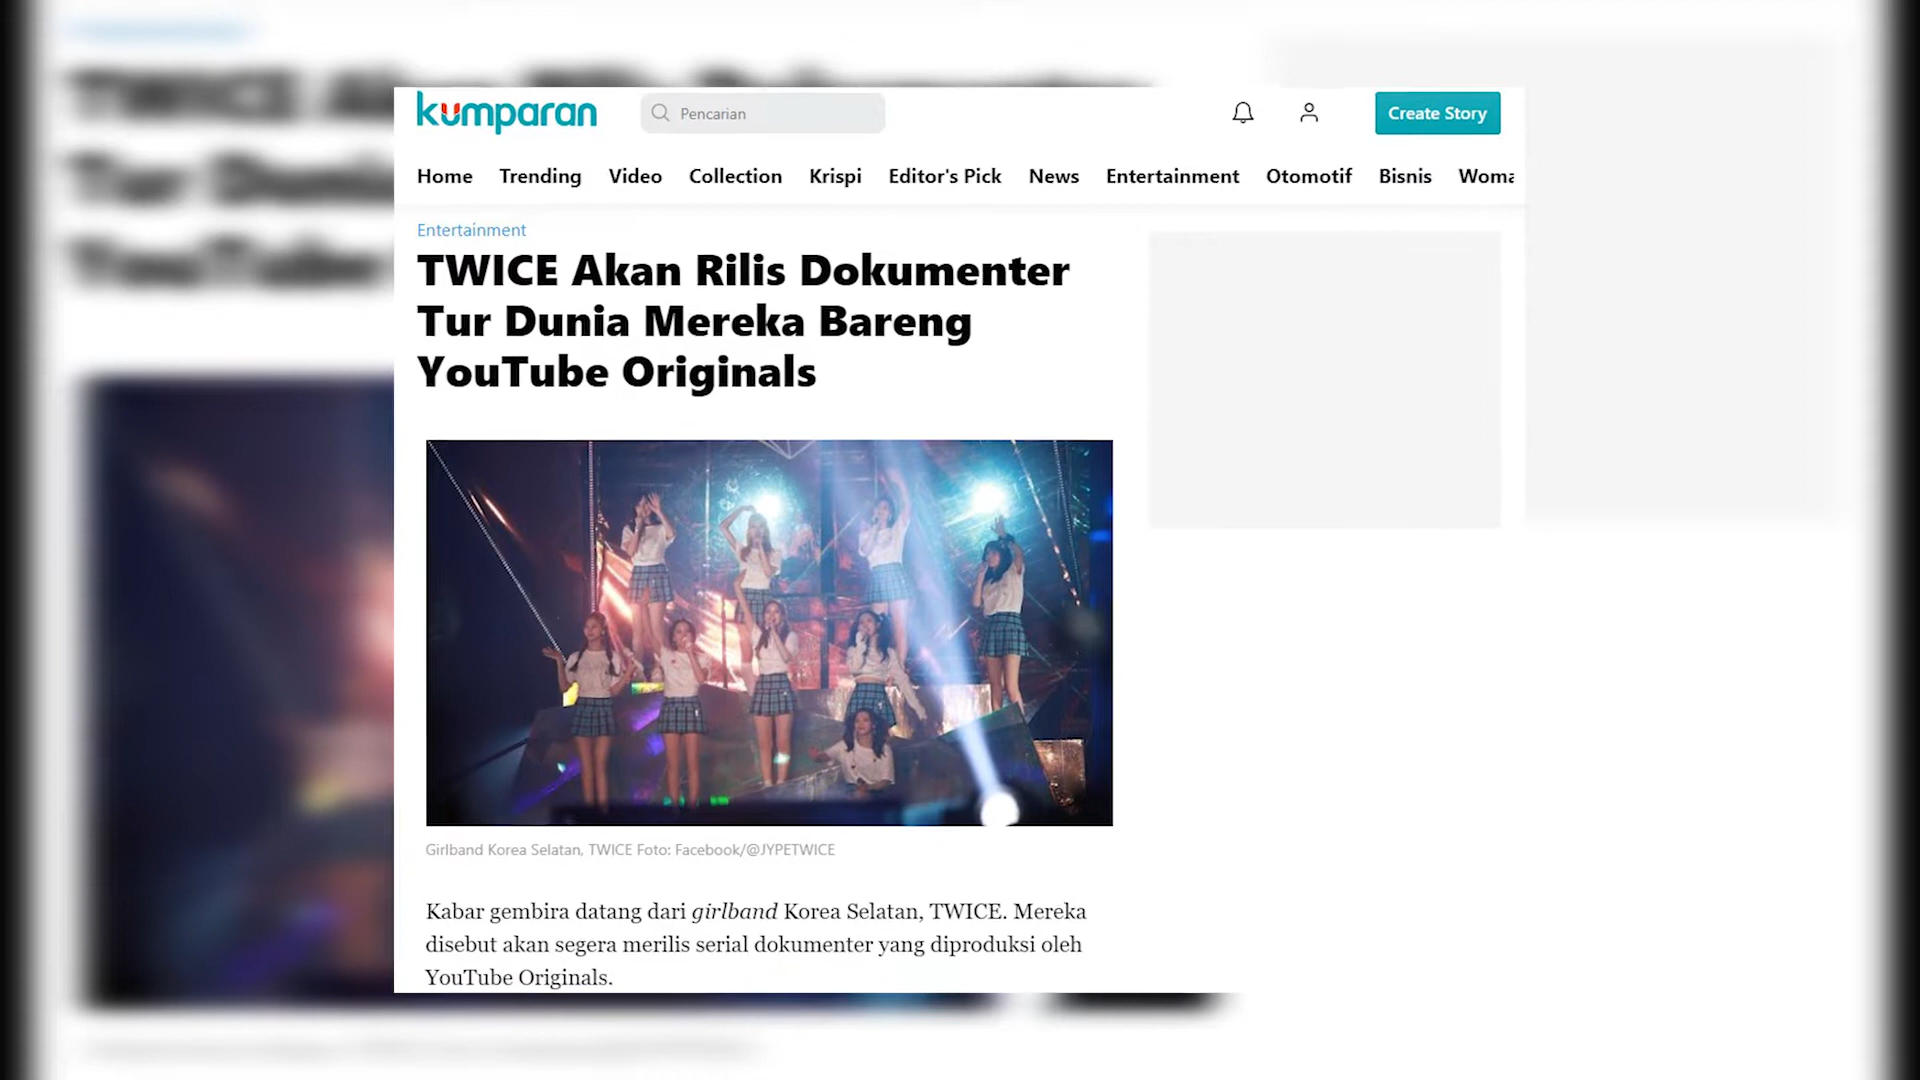 kumparan
Pencarian
Create Story
Home Trending Video Collection Krispi Editor's Pick News Entertainment Otomotif Bisnis Woma
Entertainment
TWICE Akan Rilis Dokumenter
Tur Dunia Mereka Bareng
YouTube Originals
Girlband Korea Selatan, TWICE Foto: Facebook/@JYPETWICE
Kabar gembira datang dari girlband Korea Selatan, TWICE. Mereka
disebut akan segera merilis serial dokumenter yang diproduksi oleh
YouTube Originals.